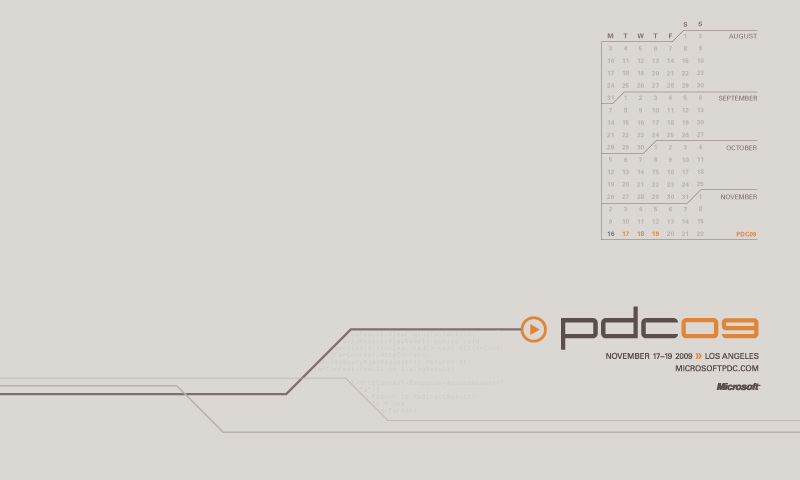 S S
M T W T F 1 2 AUGUST
3 4 5 6 7 8 9
10 11 12 13 14 15 16
17 18 19 20 21 22 23
24 25 26 27 28 29 30
31 1 2 3 4 5 6 SEPTEMBER
7 8 9 10 11 12 13
14 15 16 17 18 19 20
21 22 23 24 25 26 27
28 29 30 1 2 3 4 OCTOBER
5 6 7 8 9 10 11
12 13 14 15 16 17 18
19 20 21 22 23 24 25
26 27 28 29 30 31 1 NOVEMBER
2 3 4 5 6 7 8
9 10 11 12 13 14 15
16 17 18 19 20 21 22 PDC09
pdc09
NOVEMBER 17–19 2009 » LOS ANGELES
MICROSOFTPDC.COM
Microsoft